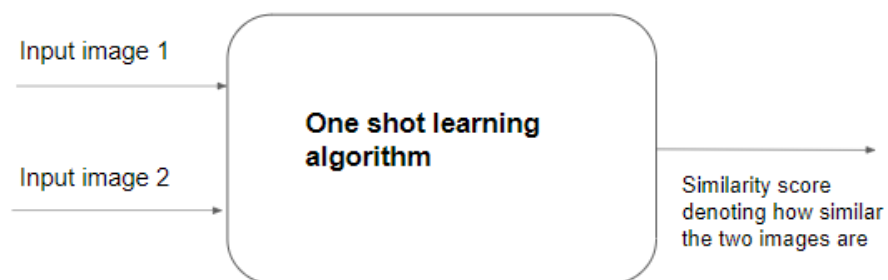 Input image 1
One shot learning
algorithm
Input image 2
Similarity score
denoting how similar
the two images are